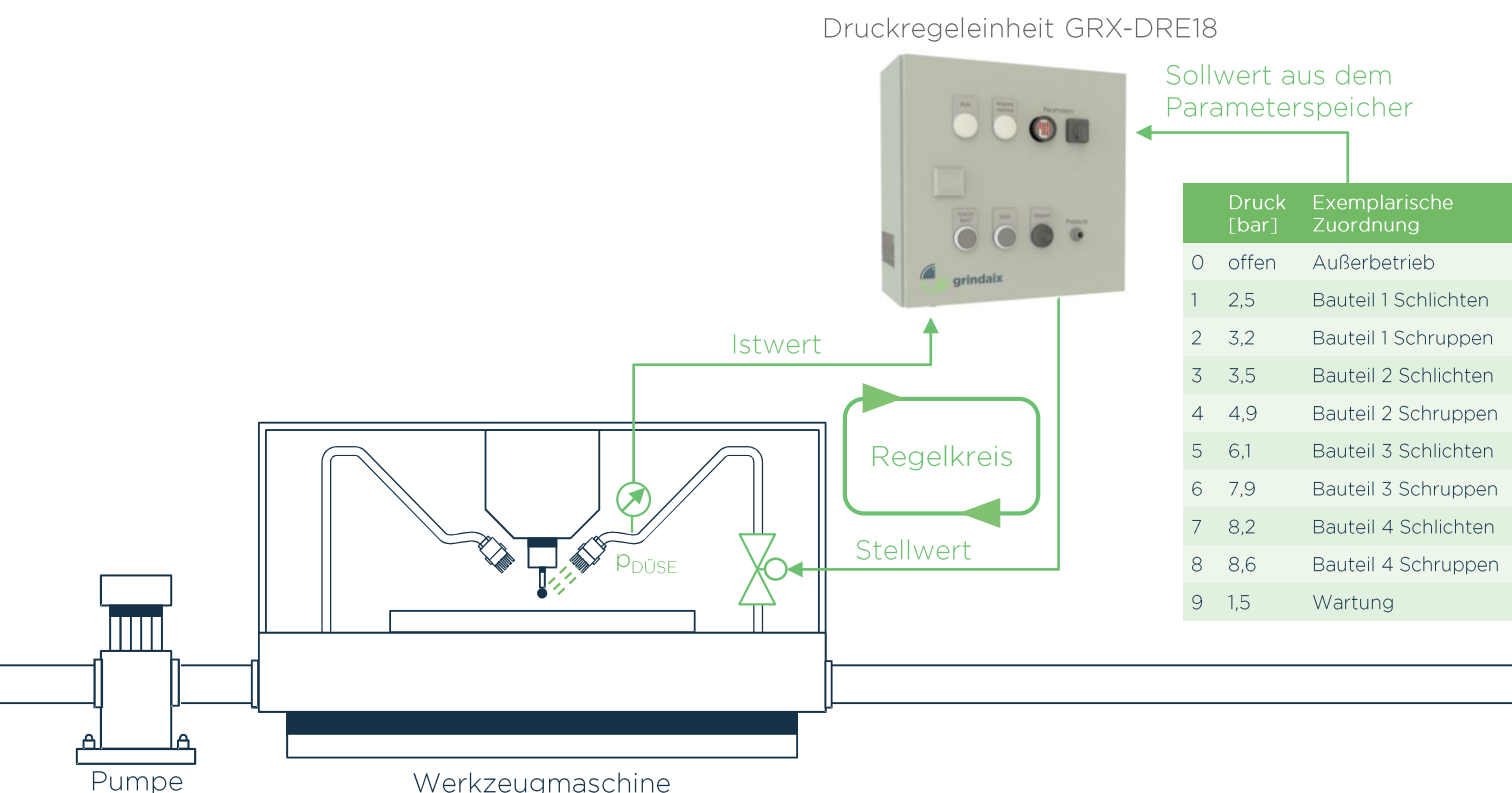 Druckregeleinheit GRX-DRE18
Sollwert aus dem
Parameterspeicher
Parameters
Pressure
grindaix
Druck Exemplarische
[bar] Zuordnung
0 offen Außerbetrieb
1 2,5 Bauteil 1 Schlichten
2 3,2 Bauteil 1 Schruppen
3 3,5 Bauteil 2 Schlichten
4 4,9 Bauteil 2 Schruppen
5 6,1 Bauteil 3 Schlichten
6 7,9 Bauteil 3 Schruppen
7 8,2 Bauteil 4 Schlichten
8 8,6 Bauteil 4 Schruppen
9 1,5 Wartung
Istwert
Regelkreis
Stellwert
pDÜSE
Pumpe
Werkzeugmaschine